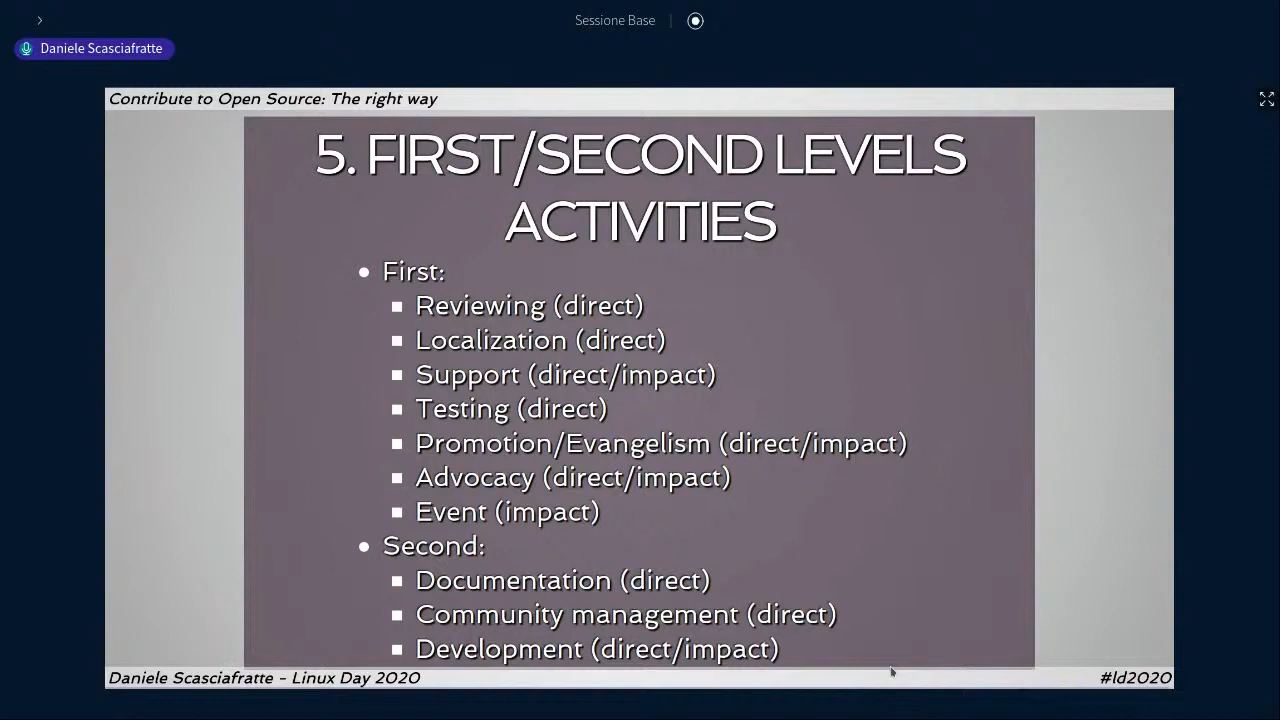 Sessione Base
Daniele Scasciafratte
Contribute to Open Source: The right way
5. FIRST/SECOND LEVELS
ACTIVITIES
First:
Reviewing (direct)
Localization (direct)
Support (direct/impact)
Testing (direct)
Promotion/Evangelism (direct/impact)
Advocacy (direct/impact)
Event (impact)
Second:
Documentation (direct)
Community management (direct)
Development (direct/impact)
Daniele Scasciafratte - Linux Day 2020
#ld2020